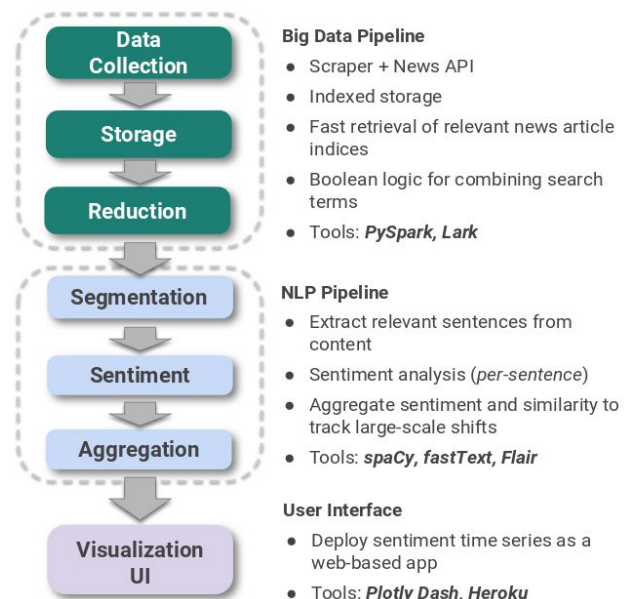 Data
Collection
Storage
Reduction
Big Data Pipeline
● Scraper + News API
● Indexed storage
● Fast retrieval of relevant news article
indices
● Boolean logic for combining search
terms
● Tools: PySpark, Lark
Segmentation
Sentiment
Aggregation
NLP Pipeline
● Extract relevant sentences from
content
● Sentiment analysis (per-sentence)
● Aggregate sentiment and similarity to
track large-scale shifts
● Tools: spaCy, fastText, Flair
Visualization
UI
User Interface
● Deploy sentiment time series as a
web-based app
● Tools: Plotly Dash, Heroku